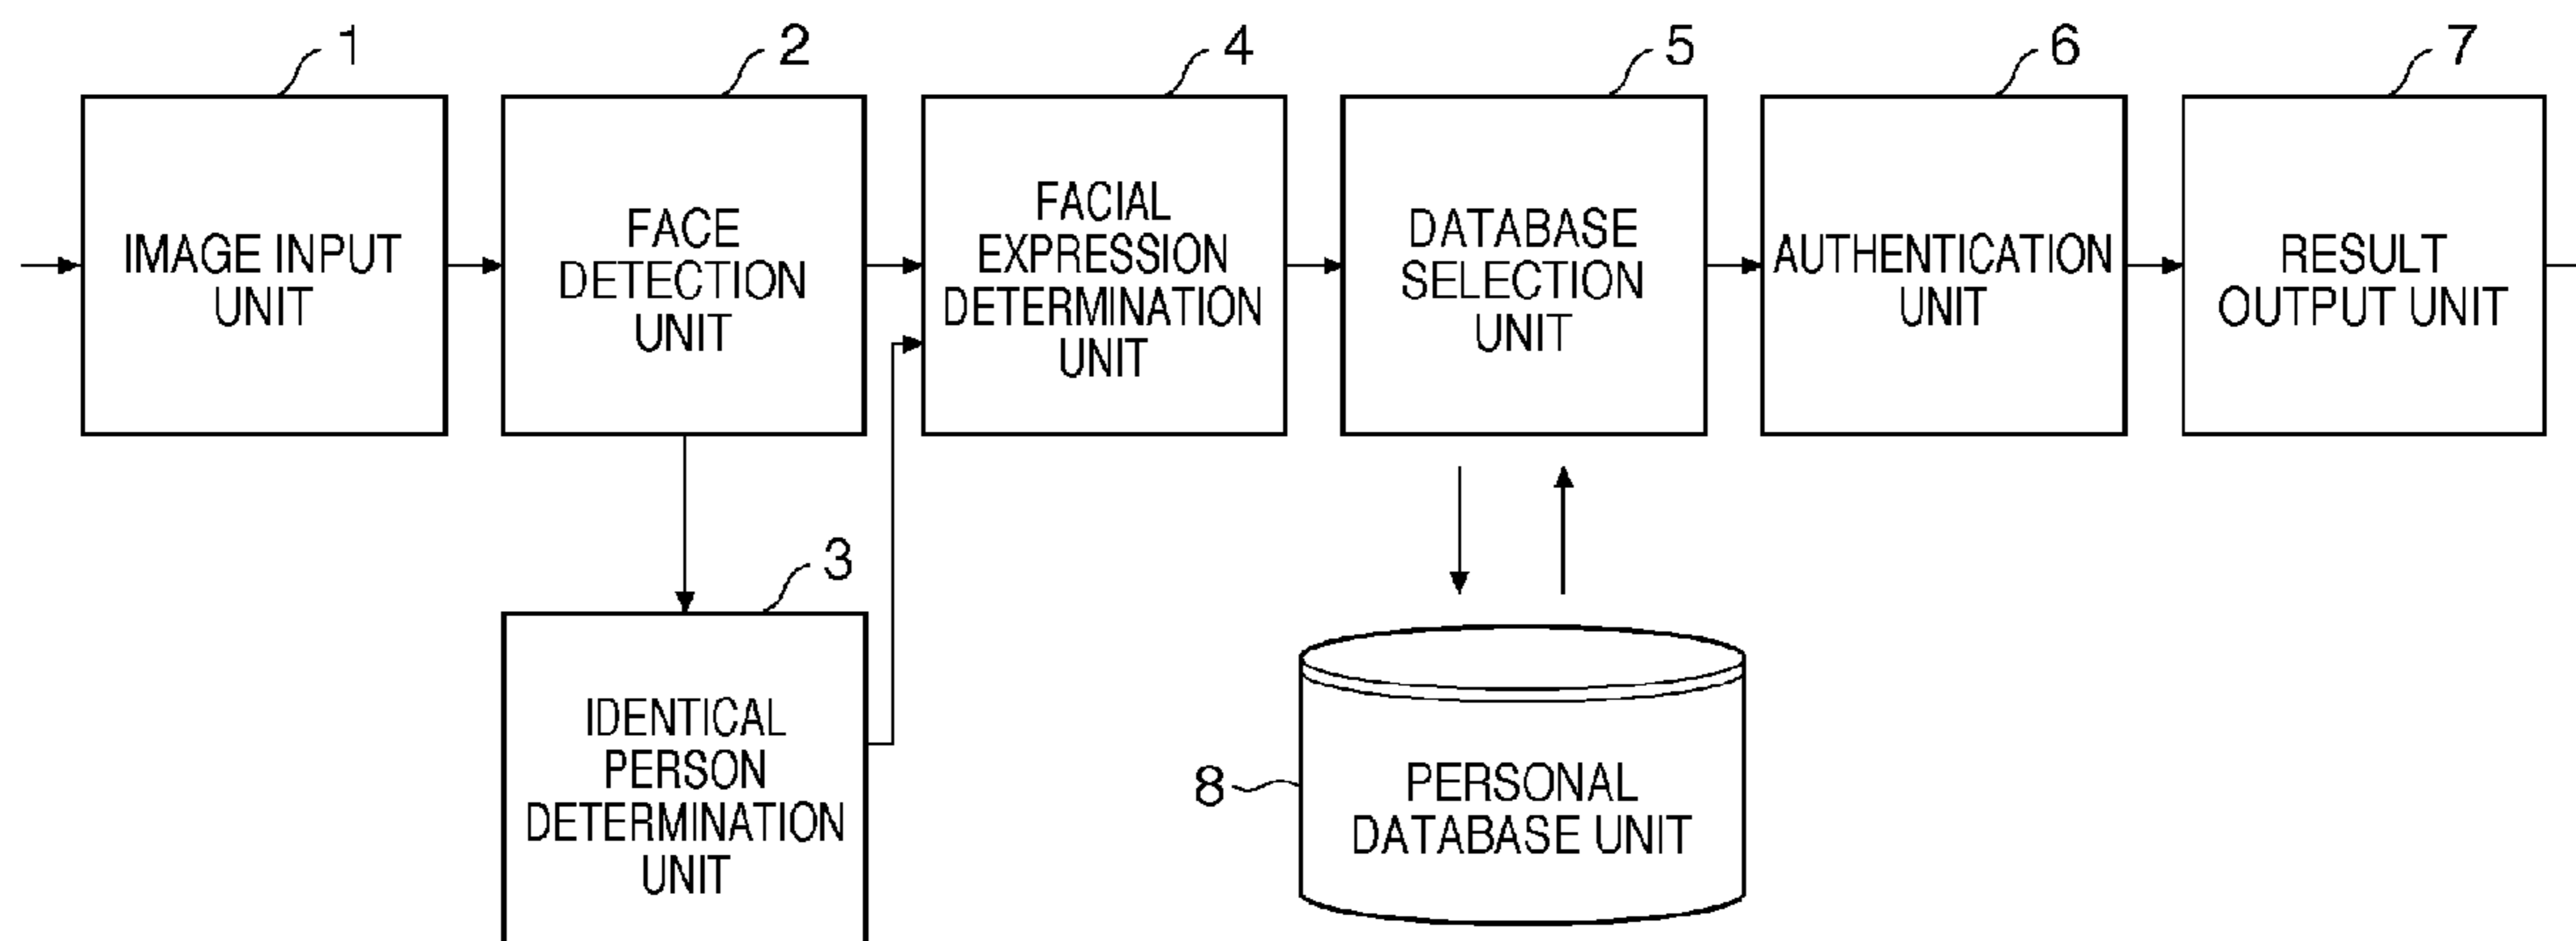 1
IMAGE INPUT
UNIT
2
FACE
DETECTION
UNIT
4
FACIAL
EXPRESSION
DETERMINATION
UNIT
5
DATABASE
SELECTION
UNIT
6
AUTHENTICATION
UNIT
7
RESULT
OUTPUT UNIT
3
IDENTICAL
PERSON
DETERMINATION
UNIT
8
PERSONAL
DATABASE UNIT